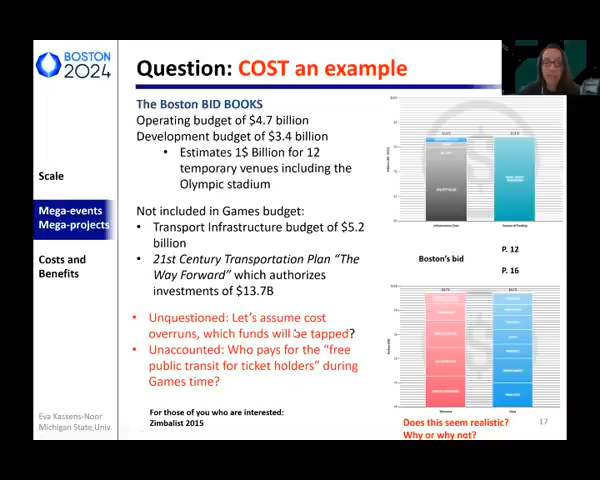 BOSTON
2024
Question: COST an example
The Boston BID BOOKS
Operating budget of $4.7 billion
Development budget of $3.4 billion
• Estimates 1$ Billion for 12
temporary venues including the
Olympic stadium
Scale
Mega-events
Mega-projects
Costs and
Benefits
Not included in Games budget:
• Transport Infrastructure budget of $5.2
billion
• 21st Century Transportation Plan “The
Way Forward” which authorizes
investments of $13.7B
• Unquestioned: Let’s assume cost
overruns, which funds will be tapped?
• Unaccounted: Who pays for the “free
public transit for ticket holders” during
Games time?
P. 12
Boston’s bid
P. 16
For those of you who are interested:
Zimbalist 2015
Does this seem realistic?
Why or why not?
17
Eva Kassens-Noor
Michigan State Univ.